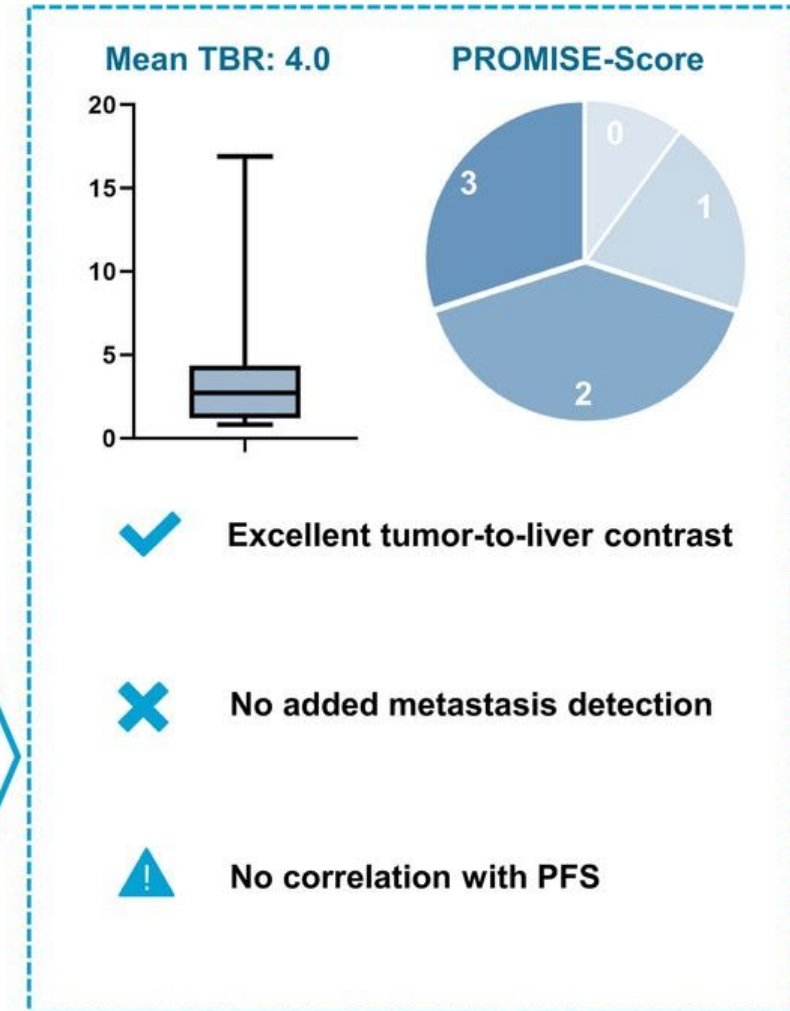 Mean TBR: 4.0
PROMISE-Score
20
15
10
5
0
0
1
2
3
Excellent tumor-to-liver contrast
No added metastasis detection
!
No correlation with PFS